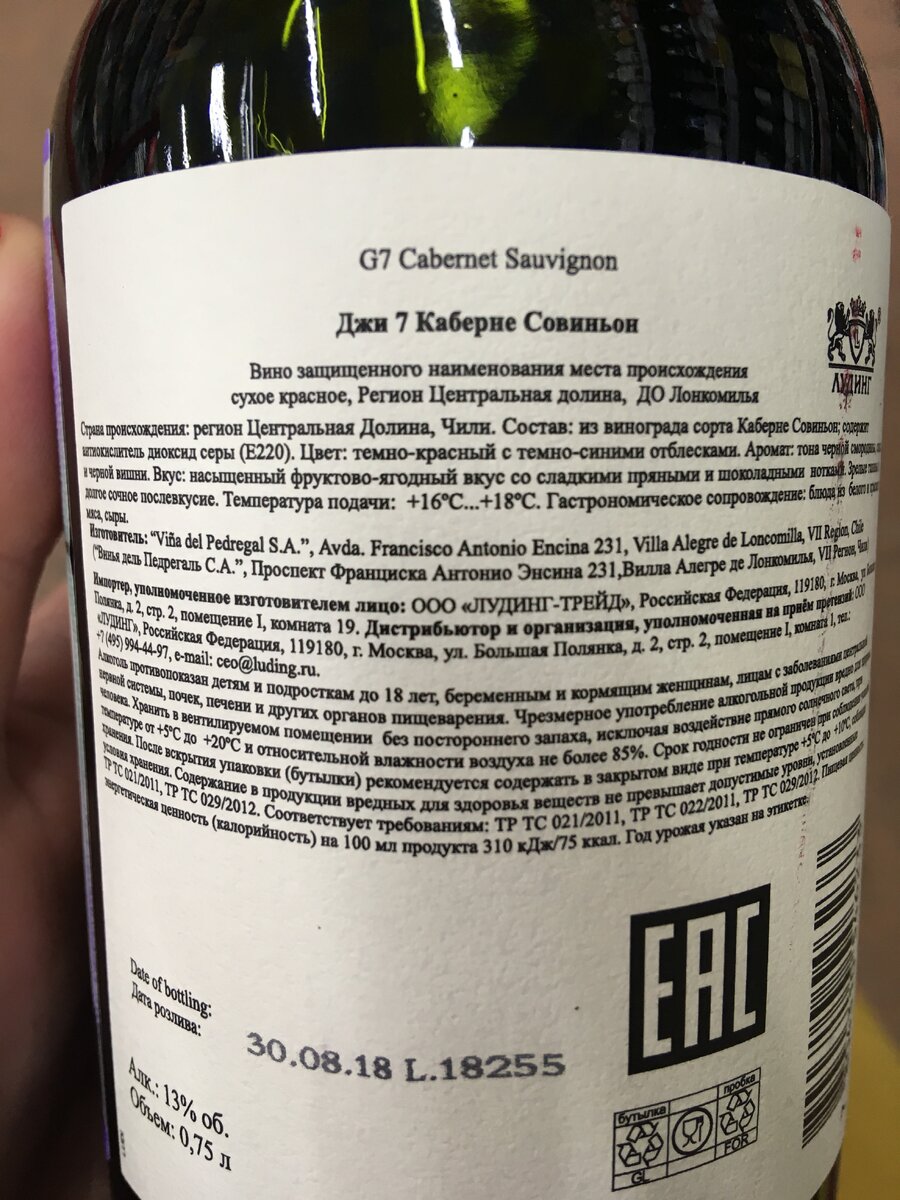 G7 Cabernet Sauvignon
Джи 7 Каберне Совиньон
ЛУДИНГ
Вино защищенного наименования места происхождения
сухое красное, Регион Центральная долина, ДО Лонкомилья
Страна происхождения: регион Центральная Долина, Чили. Состав: из винограда сорта Каберне Совиньон; содержит
антиокислитель диоксид серы (Е220). Цвет: темно-красный с темно-синими отблесками. Аромат: тона черной смородины,
и черной вишни. Вкус: насыщенный фруктово-ягодный вкус со сладкими пряными и шоколадными нотками. Зрелые
долгое сочное послевкусие. Температура подачи: +16°С...+18°С. Гастрономическое сопровождение: блюда из белого и
мяса, сыры.
Изготовитель: “Viña del Pedregal S.A.”, Avda. Francisco Antonio Encina 231, Villa Alegre de Loncomilla, VII Region, Chile
(“Винья дель Педрегаль С.А.”, Проспект Франциска Антонио Энсина 231,Вилла Алегре де Лонкомилья, VII Регион, Чили)
Импортер, уполномоченное изготовителем лицо: ООО «ЛУДИНГ-ТРЕЙД», Российская Федерация, 119180, г. Москва, ул.
Полянка, д. 2, стр. 2, помещение I, комната 19. Дистрибьютор и организация, уполномоченная на приём претензий: ООО
«ЛУДИНГ», Российская Федерация, 119180, г. Москва, ул. Большая Полянка, д. 2, стр. 2, помещение I, комната 1, тел.:
+7 (495) 994-44-97, e-mail: ceo@luding.ru.
Алкоголь противопоказан детям и подросткам до 18 лет, беременным и кормящим женщинам, лицам с заболеваниями центральной
нервной системы, почек, печени и других органов пищеварения. Чрезмерное употребление алкогольной продукции вредно для
человека. Хранить в вентилируемом помещении без постороннего запаха, исключая воздействие прямого солнечного света, при
температуре от +5°С до +20°С и относительной влажности воздуха не более 85%. Срок годности не ограничен при соблюдении
хранения. После вскрытия упаковки (бутылки) рекомендуется содержать в закрытом виде при температуре +5°С до +10°С,
условия хранения. Содержание в продукции вредных для здоровья веществ не превышает допустимые уровни, установленные
ТР ТС 021/2011, ТР ТС 029/2012. Соответствует требованиям: ТР ТС 021/2011, ТР ТС 022/2011, ТР ТС 029/2012. Пищевая ценность
энергетическая ценность (калорийность) на 100 мл продукта 310 кДж/75 ккал. Год урожая указан на этикетке.
EAC
Date of bottling:
Дата розлива:
30.08.18 L.18255
Алк.: 13% об.
Объем: 0,75 л
бутылка
пробка
GL
FOR